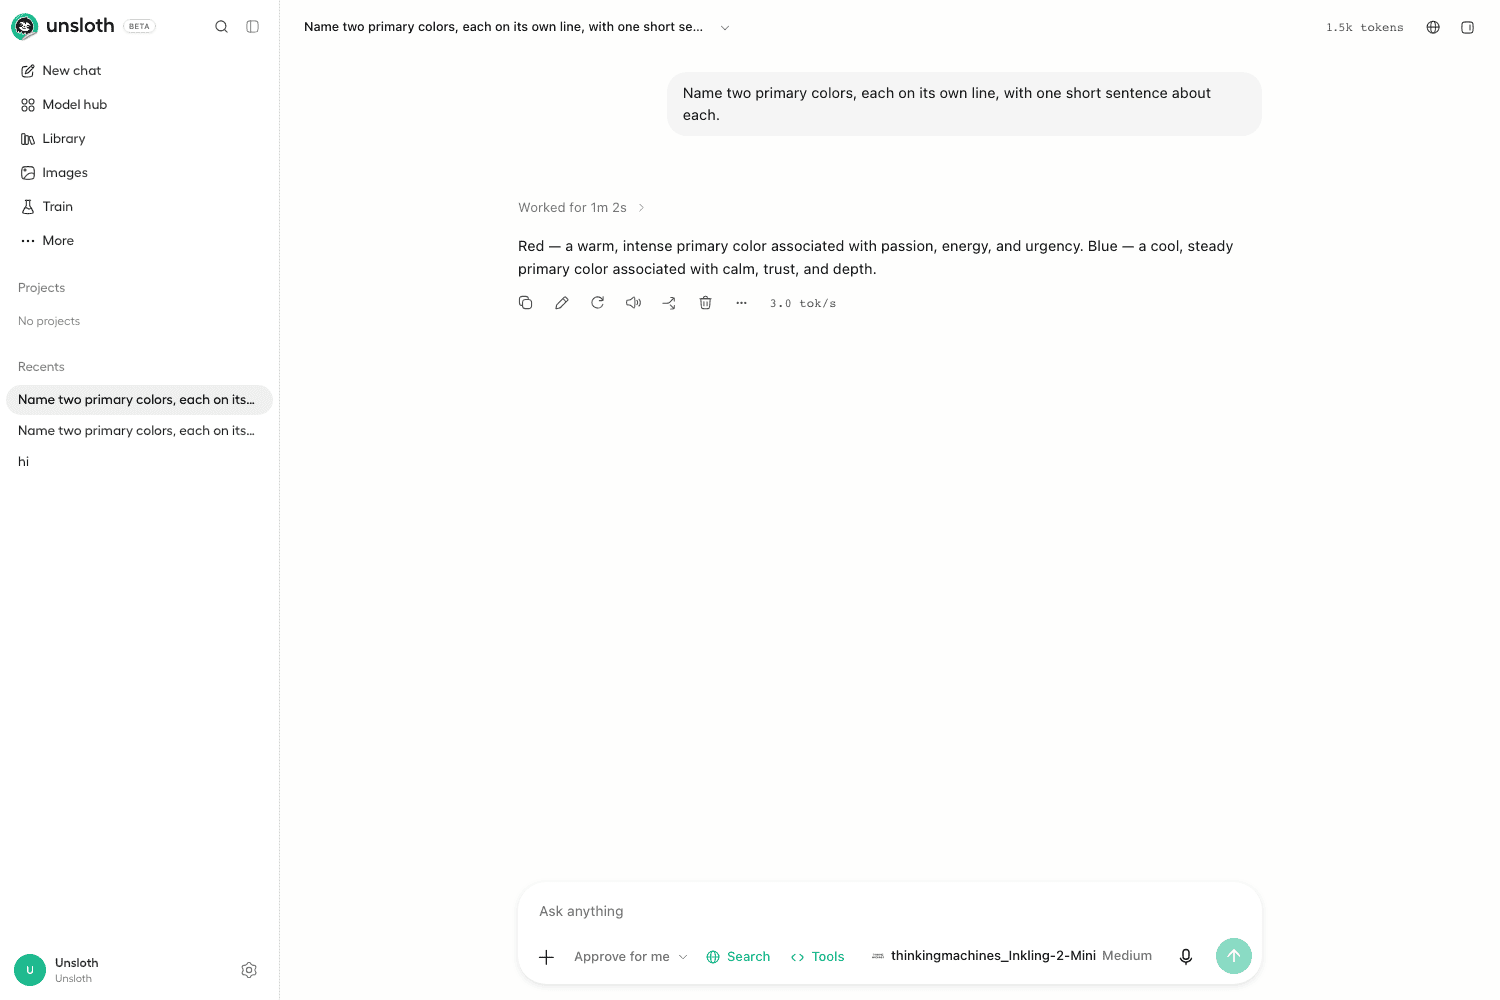 unsloth
BETA
New chat
Model hub
Library
Images
Train
More
Projects
No projects
Recents
Name two primary colors, each on its...
Name two primary colors, each on its...
hi
U
Unsloth
Unsloth
Name two primary colors, each on its own line, with one short se...
1.5k tokens
Name two primary colors, each on its own line, with one short sentence about
each.
Worked for 1m 2s
Red — a warm, intense primary color associated with passion, energy, and urgency. Blue — a cool, steady
primary color associated with calm, trust, and depth.
3.0 tok/s
Ask anything
Approve for me
Search
Tools
thinkingmachines_Inkling-2-Mini Medium